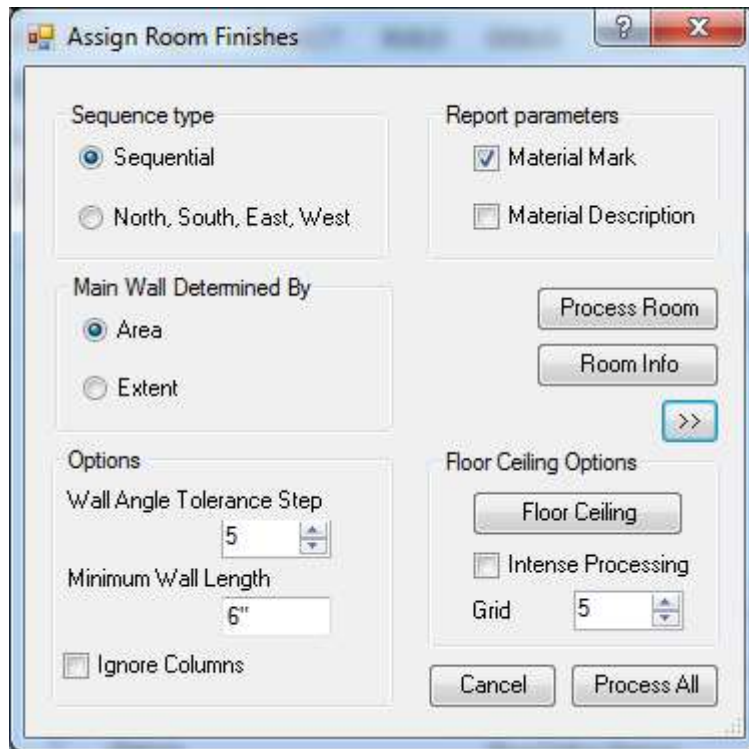 Assign Room Finishes
?
Sequence type
Sequential
North, South, East, West
Report parameters
Material Mark
Material Description
Main Wall Determined By
Area
Extent
Process Room
Room Info
>>
Options
Wall Angle Tolerance Step
5
Minimum Wall Length
6"
Ignore Columns
Floor Ceiling Options
Floor Ceiling
Intense Processing
Grid 5
Cancel Process All